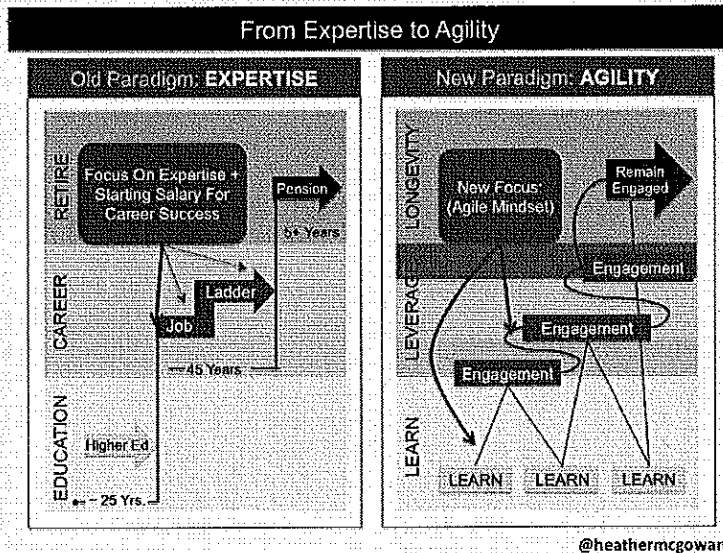 From Expertise to Agility
Old Paradigm: EXPERTISE
RETIRE
Focus On Expertise +
Starting Salary For
Career Success
Pension
5+ Years
CAREER
Ladder
Job
45 Years
EDUCATION
Higher Ed
~ 25 Yrs.
New Paradigm: AGILITY
LONGEVITY
New Focus:
(Agile Mindset)
Remain
Engaged
LEVERAGE
Engagement
Engagement
Engagement
LEARN
LEARN
LEARN
LEARN
@heathermcgowan